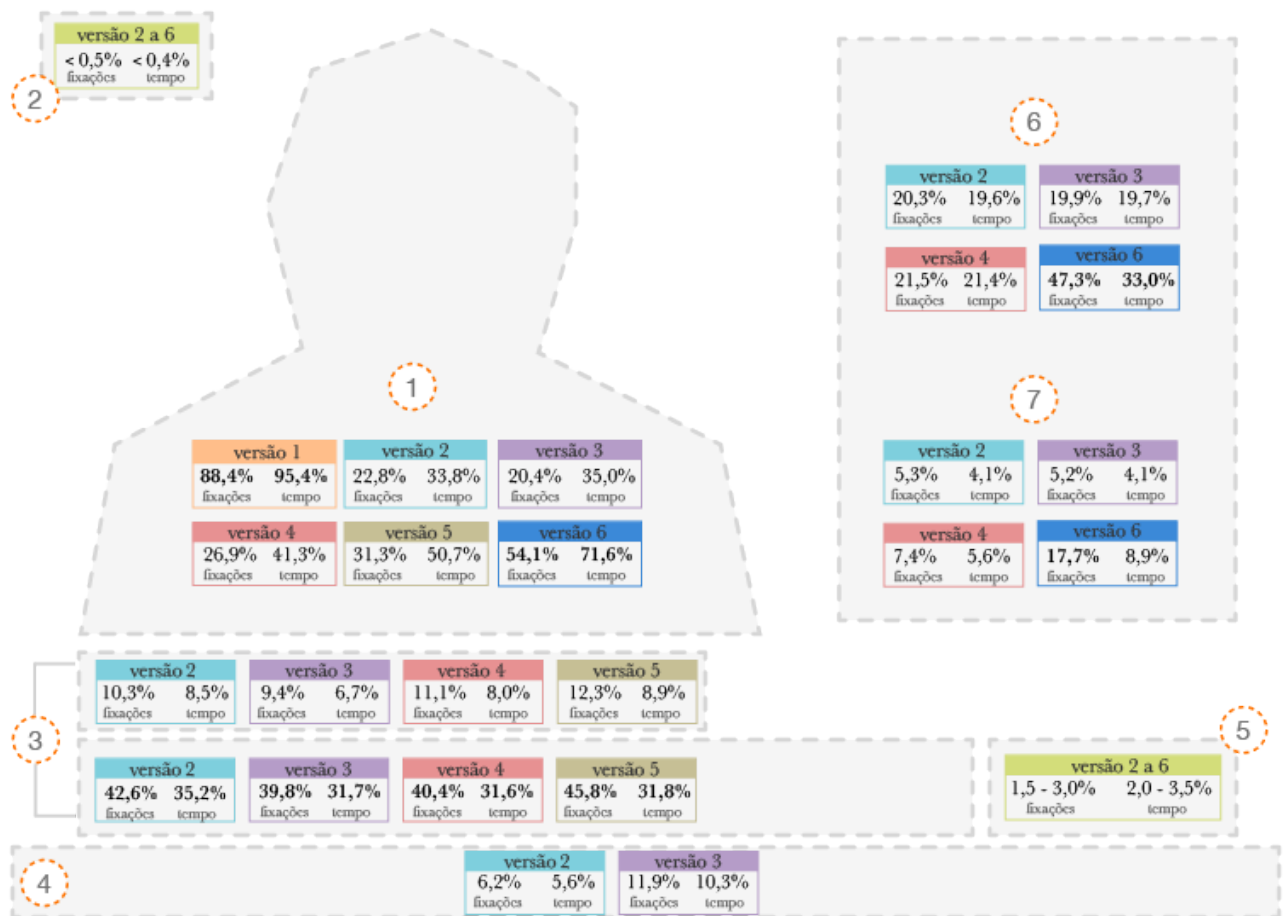 versão 2 a 6
< 0,5% < 0,4%
fixações tempo
2
6
versão 2 versão 3
20,3% 19,6% 19,9% 19,7%
fixações tempo fixações tempo
versão 4 versão 6
21,5% 21,4% 47,3% 33,0%
fixações tempo fixações tempo
1
7
versão 1 versão 2 versão 3
88,4% 95,4% 22,8% 33,8% 20,4% 35,0%
fixações tempo fixações tempo fixações tempo
versão 4 versão 5 versão 6
26,9% 41,3% 31,3% 50,7% 54,1% 71,6%
fixações tempo fixações tempo fixações tempo
versão 2 versão 3
5,3% 4,1% 5,2% 4,1%
fixações tempo fixações tempo
versão 4 versão 6
7,4% 5,6% 17,7% 8,9%
fixações tempo fixações tempo
3
versão 2 versão 3 versão 4 versão 5
10,3% 8,5% 9,4% 6,7% 11,1% 8,0% 12,3% 8,9%
fixações tempo fixações tempo fixações tempo fixações tempo
versão 2 versão 3 versão 4 versão 5
42,6% 35,2% 39,8% 31,7% 40,4% 31,6% 45,8% 31,8%
fixações tempo fixações tempo fixações tempo fixações tempo
5
versão 2 a 6
1,5 - 3,0% 2,0 - 3,5%
fixações tempo
4
versão 2 versão 3
6,2% 5,6% 11,9% 10,3%
fixações tempo fixações tempo